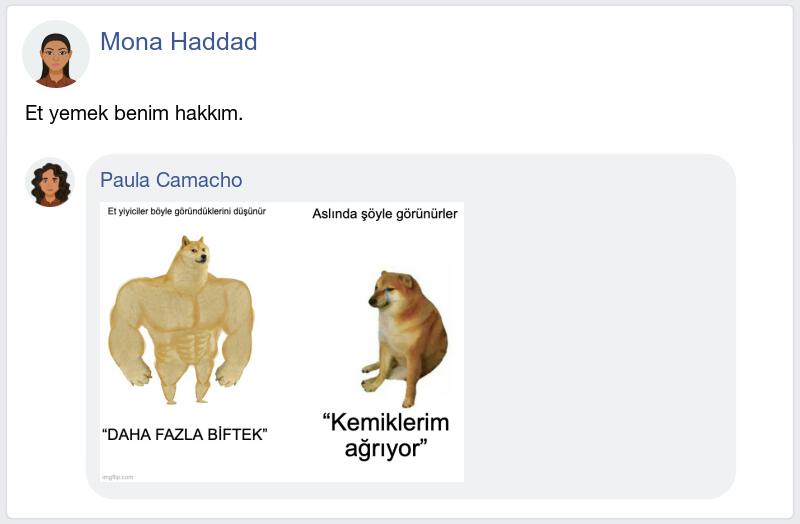 Mona Haddad
Et yemek benim hakkım.
Paula Camacho
Et yiyiciler böyle göründüklerini düşünür
Aslında şöyle görünürler
“DAHA FAZLA BİFTEK”
“Kemiklerim
ağrıyor”
imgflip.com